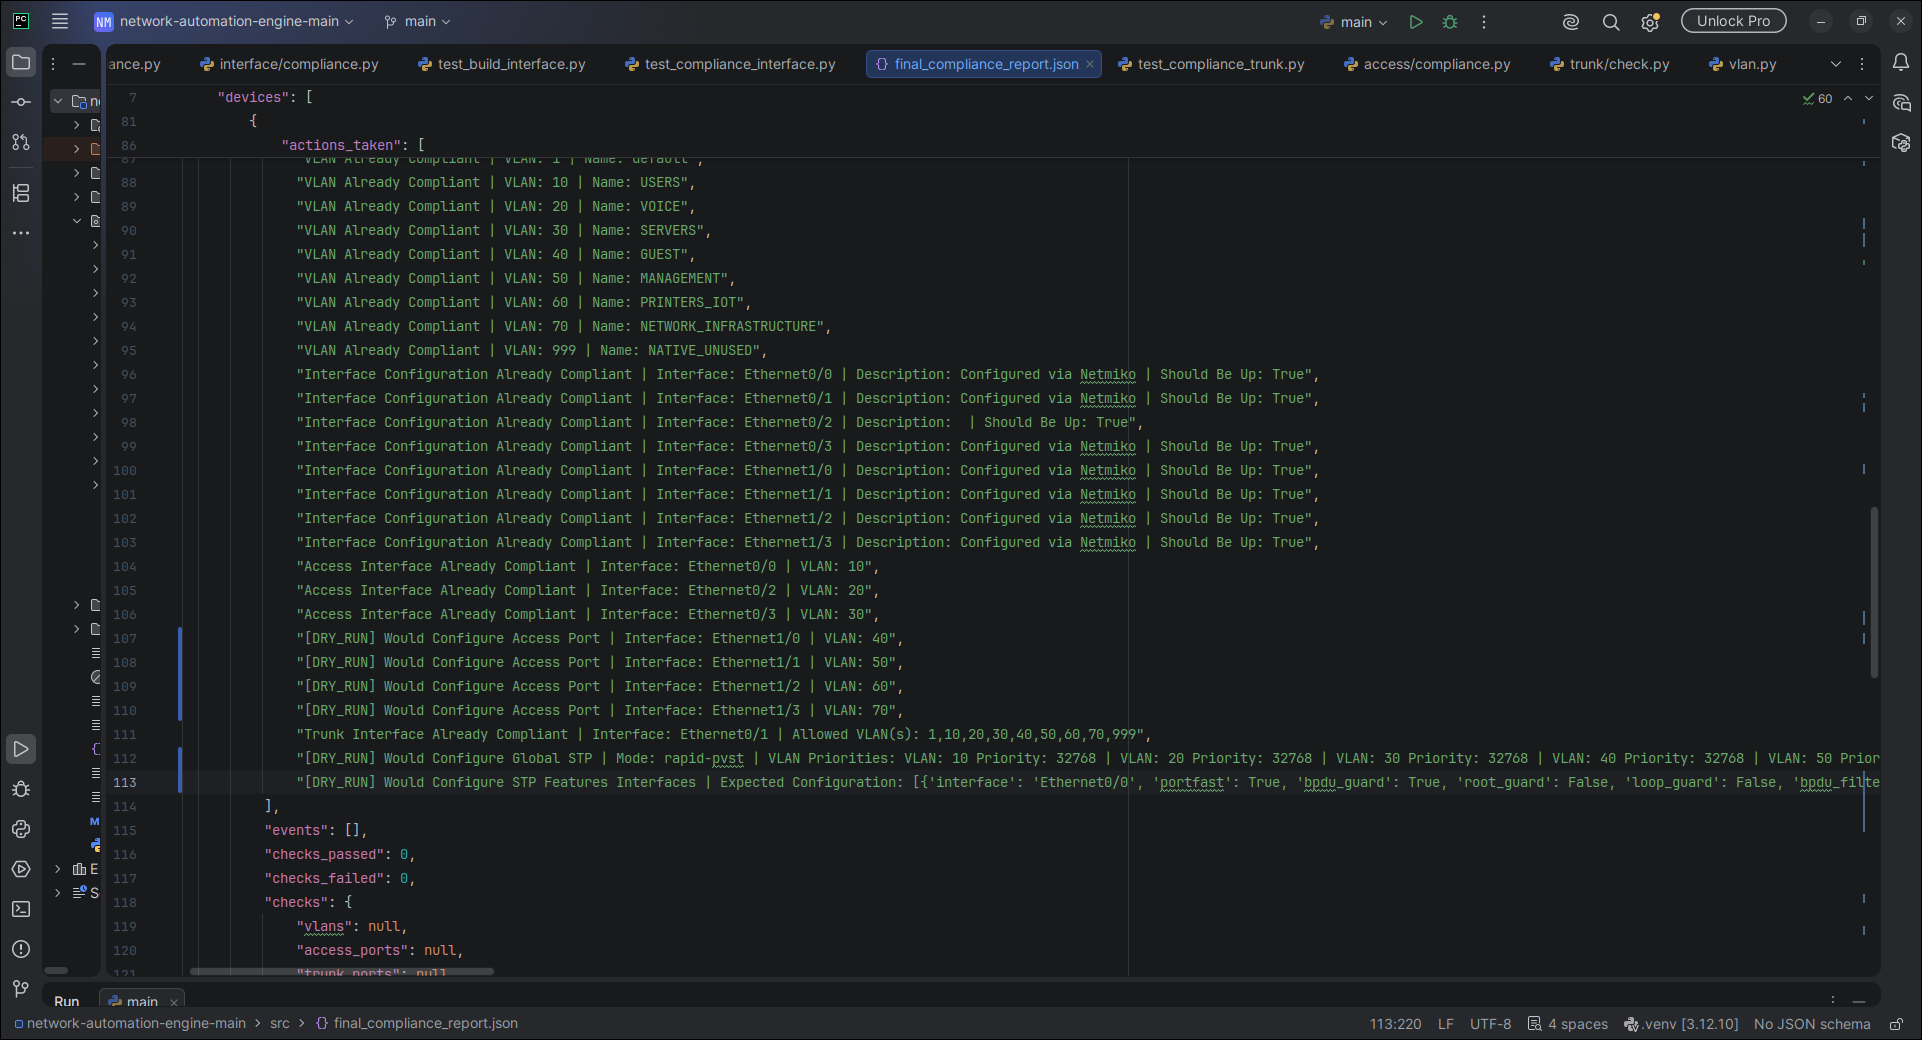 PC NM network-automation-engine-main main main Unlock Pro
ance.py interface/compliance.py test_build_interface.py test_compliance_interface.py {} final_compliance_report.json test_compliance_trunk.py access/compliance.py trunk/check.py vlan.py
7 "devices": [ 60
81 {
86 "actions_taken": [
87 "VLAN Already Compliant | VLAN: 1 | Name: default",
88 "VLAN Already Compliant | VLAN: 10 | Name: USERS",
89 "VLAN Already Compliant | VLAN: 20 | Name: VOICE",
90 "VLAN Already Compliant | VLAN: 30 | Name: SERVERS",
91 "VLAN Already Compliant | VLAN: 40 | Name: GUEST",
92 "VLAN Already Compliant | VLAN: 50 | Name: MANAGEMENT",
93 "VLAN Already Compliant | VLAN: 60 | Name: PRINTERS_IOT",
94 "VLAN Already Compliant | VLAN: 70 | Name: NETWORK_INFRASTRUCTURE",
95 "VLAN Already Compliant | VLAN: 999 | Name: NATIVE_UNUSED",
96 "Interface Configuration Already Compliant | Interface: Ethernet0/0 | Description: Configured via Netmiko | Should Be Up: True",
97 "Interface Configuration Already Compliant | Interface: Ethernet0/1 | Description: Configured via Netmiko | Should Be Up: True",
98 "Interface Configuration Already Compliant | Interface: Ethernet0/2 | Description:  | Should Be Up: True",
99 "Interface Configuration Already Compliant | Interface: Ethernet0/3 | Description: Configured via Netmiko | Should Be Up: True",
100 "Interface Configuration Already Compliant | Interface: Ethernet1/0 | Description: Configured via Netmiko | Should Be Up: True",
101 "Interface Configuration Already Compliant | Interface: Ethernet1/1 | Description: Configured via Netmiko | Should Be Up: True",
102 "Interface Configuration Already Compliant | Interface: Ethernet1/2 | Description: Configured via Netmiko | Should Be Up: True",
103 "Interface Configuration Already Compliant | Interface: Ethernet1/3 | Description: Configured via Netmiko | Should Be Up: True",
104 "Access Interface Already Compliant | Interface: Ethernet0/0 | VLAN: 10",
105 "Access Interface Already Compliant | Interface: Ethernet0/2 | VLAN: 20",
106 "Access Interface Already Compliant | Interface: Ethernet0/3 | VLAN: 30",
107 "[DRY_RUN] Would Configure Access Port | Interface: Ethernet1/0 | VLAN: 40",
108 "[DRY_RUN] Would Configure Access Port | Interface: Ethernet1/1 | VLAN: 50",
109 "[DRY_RUN] Would Configure Access Port | Interface: Ethernet1/2 | VLAN: 60",
110 "[DRY_RUN] Would Configure Access Port | Interface: Ethernet1/3 | VLAN: 70",
111 "Trunk Interface Already Compliant | Interface: Ethernet0/1 | Allowed VLAN(s): 1,10,20,30,40,50,60,70,999",
112 "[DRY_RUN] Would Configure Global STP | Mode: rapid-pvst | VLAN Priorities: VLAN: 10 Priority: 32768 | VLAN: 20 Priority: 32768 | VLAN: 30 Priority: 32768 | VLAN: 40 Priority: 32768 | VLAN: 50 Prior
113 "[DRY_RUN] Would Configure STP Features Interfaces | Expected Configuration: [{'interface': 'Ethernet0/0', 'portfast': True, 'bpdu_guard': True, 'root_guard': False, 'loop_guard': False, 'bpdu_filte
114 ],
115 "events": [],
116 "checks_passed": 0,
117 "checks_failed": 0,
118 "checks": {
119 "vlans": null,
120 "access_ports": null,
121 "trunk_ports": null
Run main
network-automation-engine-main > src > {} final_compliance_report.json 113:220 LF UTF-8 4 spaces .venv [3.12.10] No JSON schema